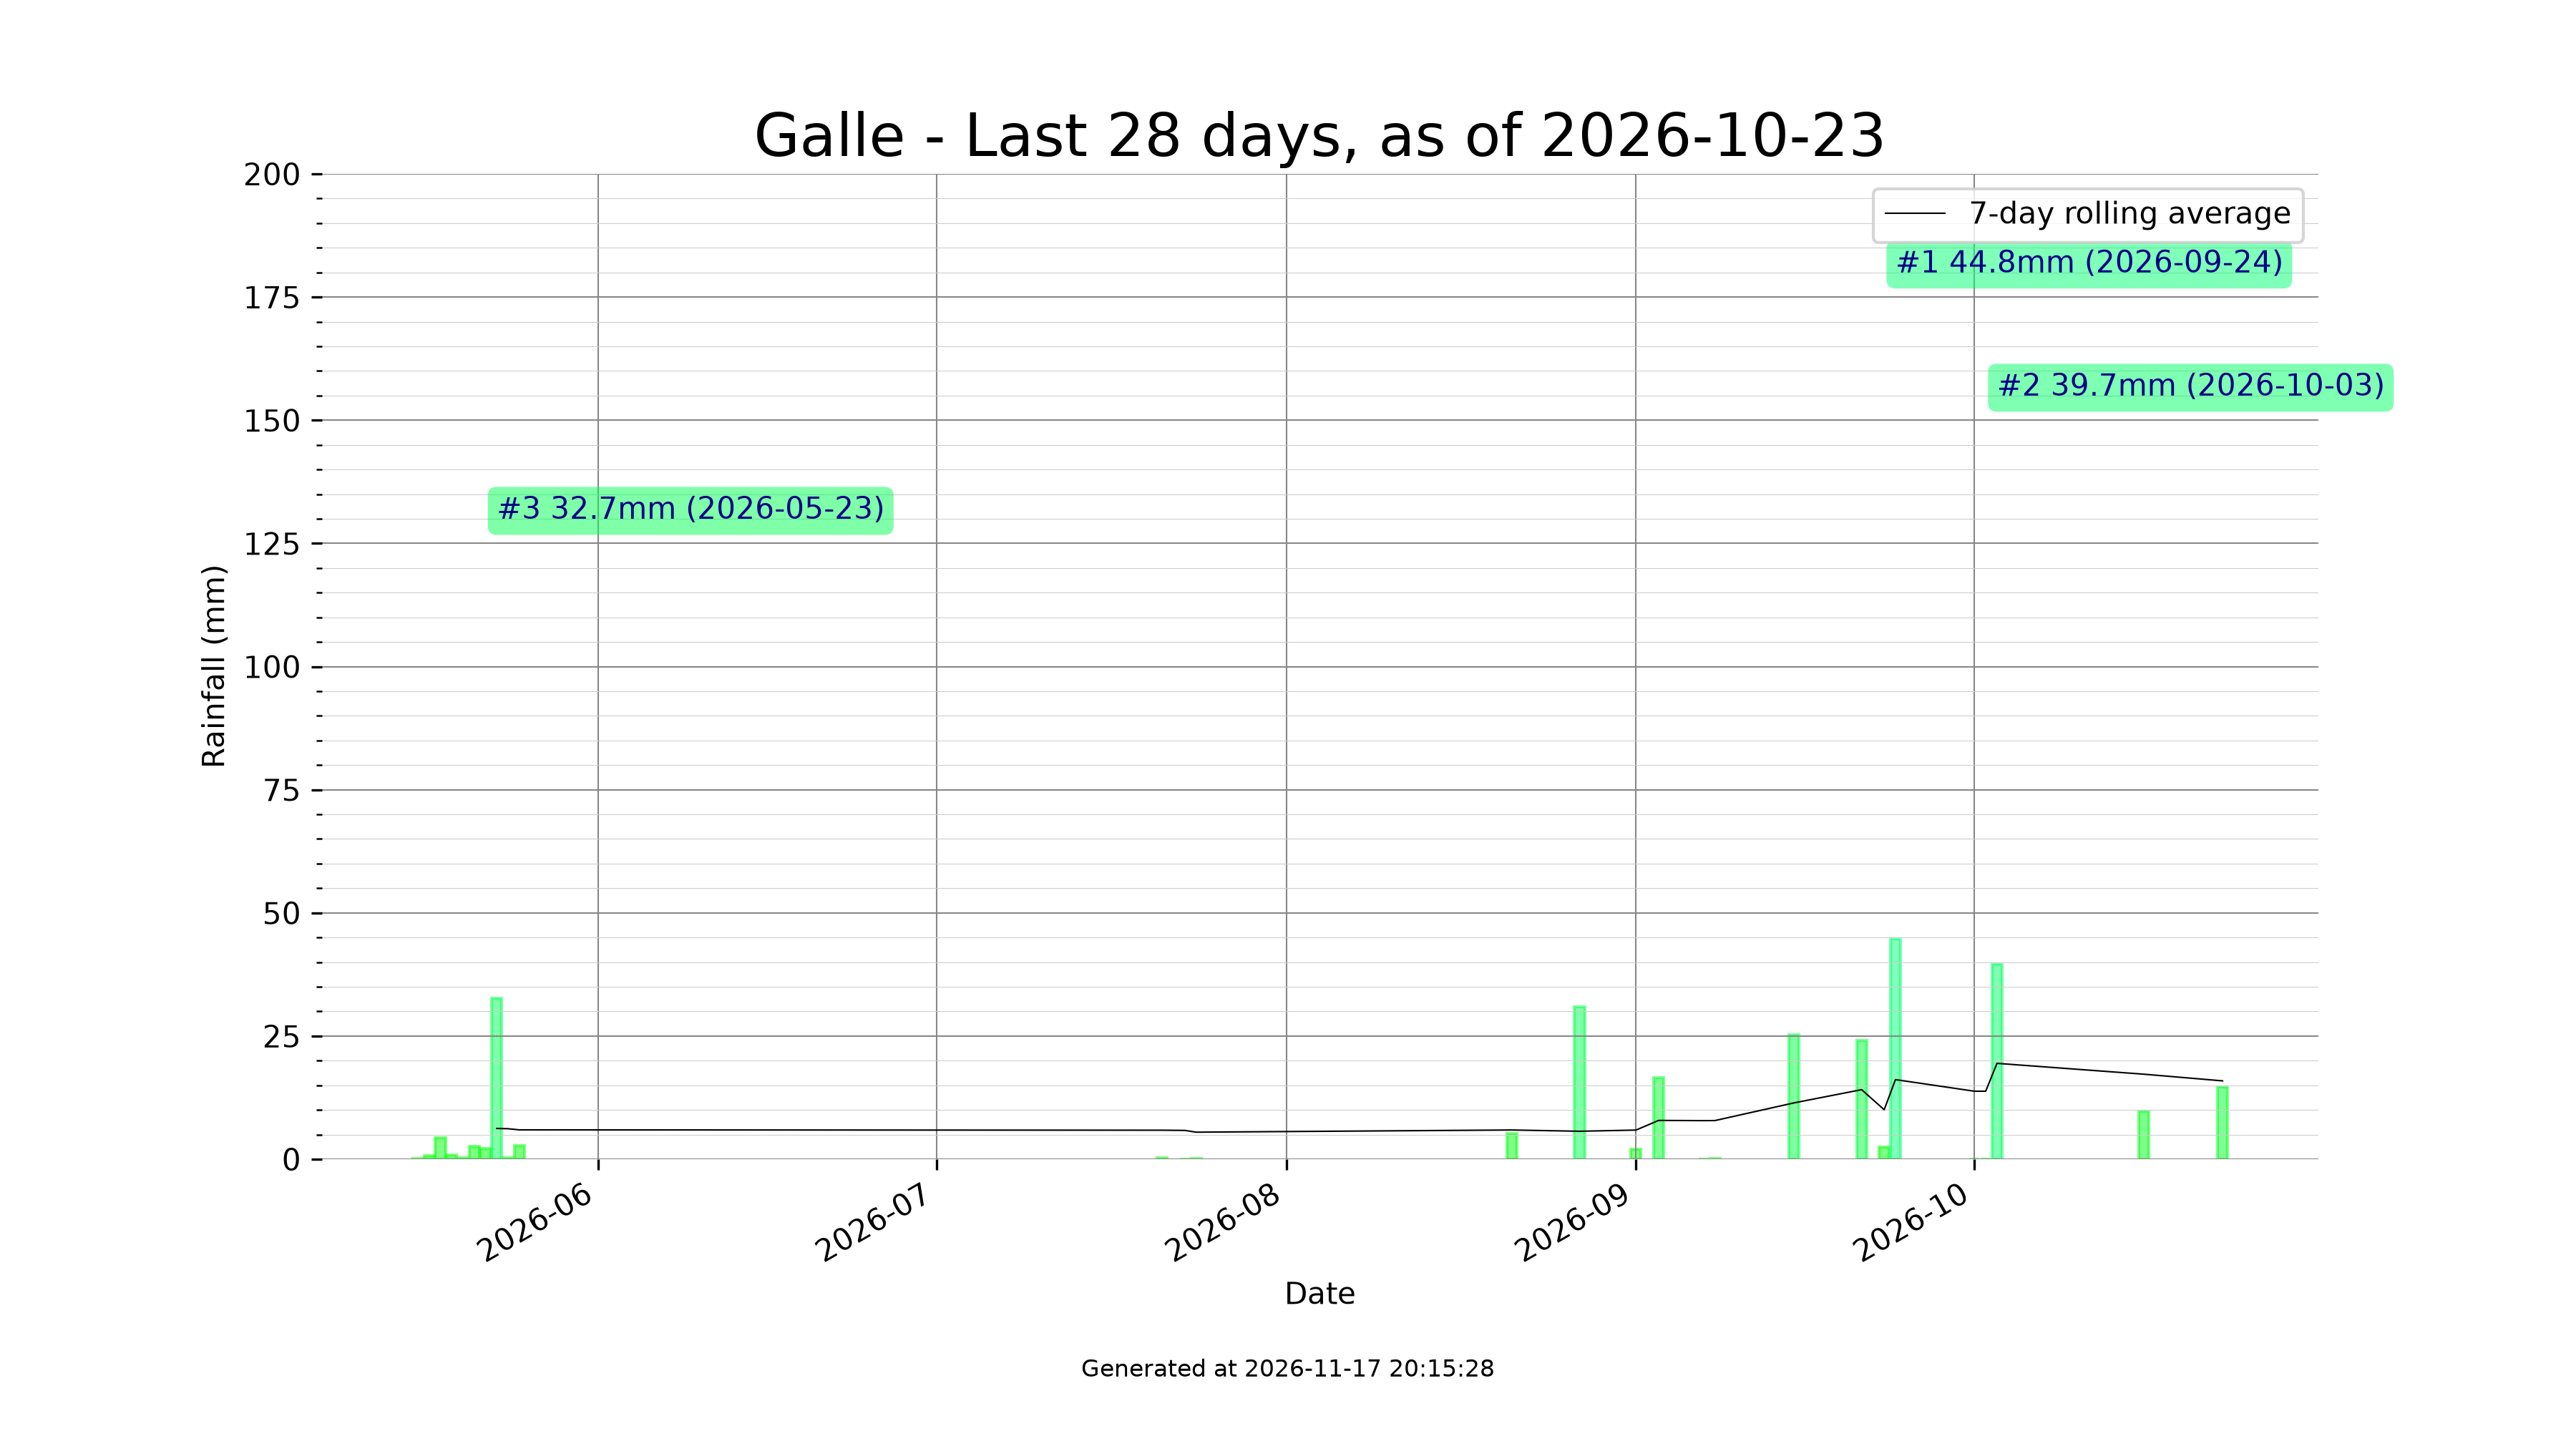 Galle - Last 28 days, as of 2026-10-23
200
175
150
125
100
75
50
25
0
Rainfall (mm)
7-day rolling average
#1 44.8mm (2026-09-24)
#2 39.7mm (2026-10-03)
#3 32.7mm (2026-05-23)
2026-06
2026-07
2026-08
2026-09
2026-10
Date
Generated at 2026-11-17 20:15:28